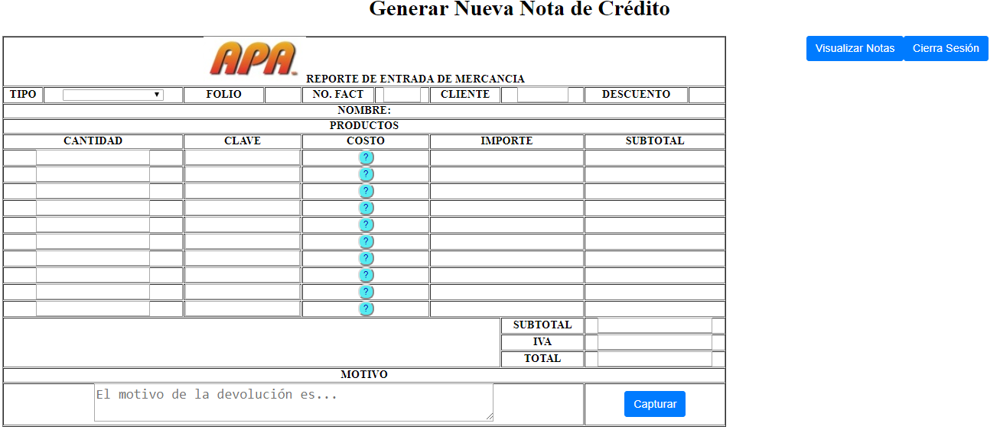 Generar Nueva Nota de Crédito
Visualizar Notas Cierra Sesión
APA™ REPORTE DE ENTRADA DE MERCANCIA
TIPO FOLIO NO. FACT CLIENTE DESCUENTO
NOMBRE:
PRODUCTOS
CANTIDAD CLAVE COSTO IMPORTE SUBTOTAL
?
?
?
?
?
?
?
?
?
?
SUBTOTAL
IVA
TOTAL
MOTIVO
El motivo de la devolución es...
Capturar